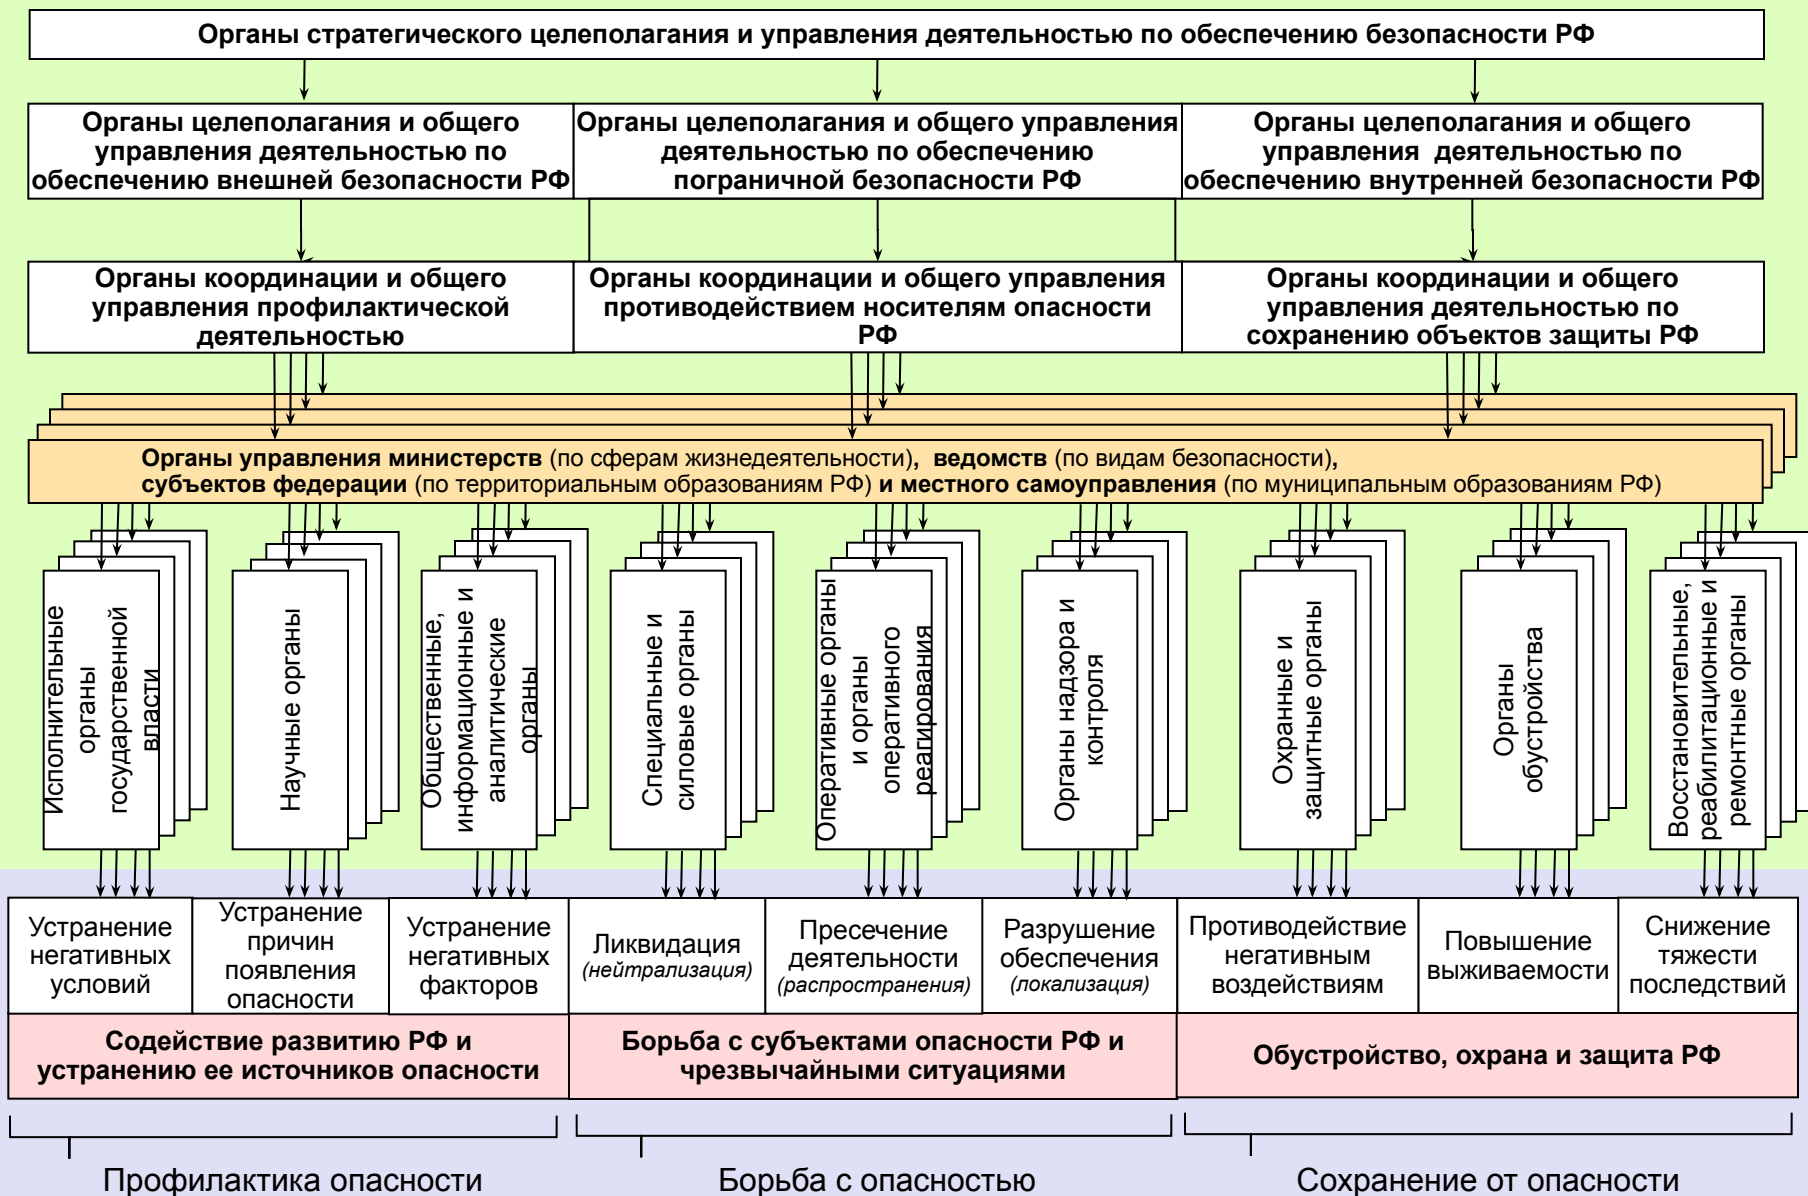 Органы стратегического целеполагания и управления деятельностью по обеспечению безопасности РФ
Органы целеполагания и общего
управления деятельностью по
обеспечению внешней безопасности РФ
Органы целеполагания и общего управления
деятельностью по обеспечению
пограничной безопасности РФ
Органы целеполагания и общего
управления деятельностью по
обеспечению внутренней безопасности РФ
Органы координации и общего
управления профилактической
деятельностью
Органы координации и общего управления
противодействием носителям опасности
РФ
Органы координации и общего
управления деятельностью по
сохранению объектов защиты РФ
Органы управления министерств (по сферам жизнедеятельности), ведомств (по видам безопасности),
субъектов федерации (по территориальным образованиям РФ) и местного самоуправления (по муниципальным образованиям РФ)
Исполнительные
органы
государственной
власти
Научные органы
Общественные,
информационные и
аналитические
органы
Специальные и
силовые органы
Оперативные органы
и органы
оперативного
реагирования
Органы надзора и
контроля
Охранные и
защитные органы
Органы
обустройства
Восстановительные,
реабилитационные и
ремонтные органы
Устранение
негативных
условий
Устранение
причин
появления
опасности
Устранение
негативных
факторов
Ликвидация
(нейтрализация)
Пресечение
деятельности
(распространения)
Разрушение
обеспечения
(локализация)
Противодействие
негативным
воздействиям
Повышение
выживаемости
Снижение
тяжести
последствий
Содействие развитию РФ и
устранению ее источников опасности
Борьба с субъектами опасности РФ и
чрезвычайными ситуациями
Обустройство, охрана и защита РФ
Профилактика опасности
Борьба с опасностью
Сохранение от опасности